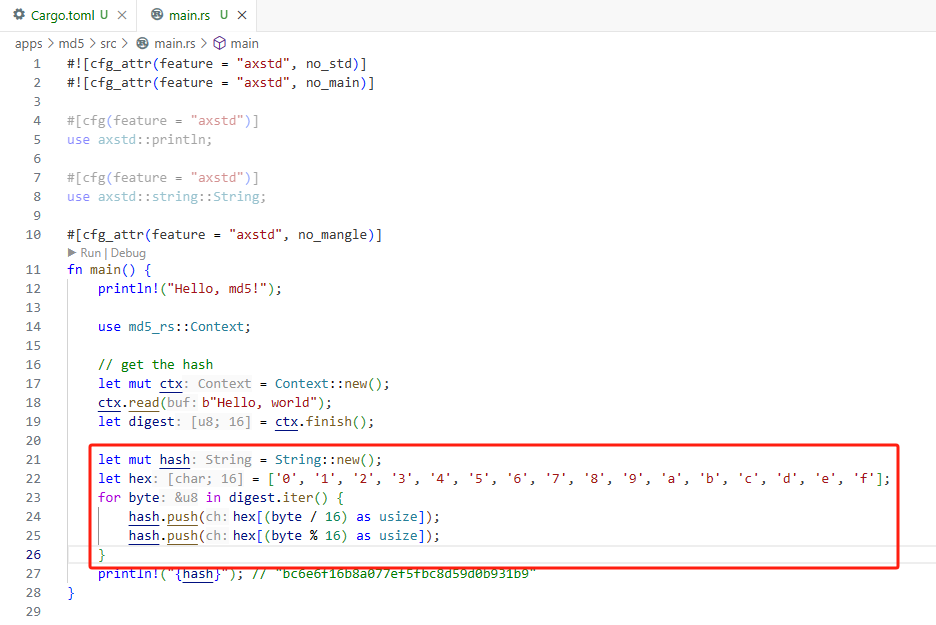 Cargo.toml U × main.rs U ×
apps > md5 > src > main.rs > main
1 #![cfg_attr(feature = "axstd", no_std)]
2 #![cfg_attr(feature = "axstd", no_main)]
3
4 #[cfg(feature = "axstd")]
5 use axstd::println;
6
7 #[cfg(feature = "axstd")]
8 use axstd::string::String;
9
10 #[cfg_attr(feature = "axstd", no_mangle)]
▶ Run | Debug
11 fn main() {
12     println!("Hello, md5!");
13
14     use md5_rs::Context;
15
16     // get the hash
17     let mut ctx: Context = Context::new();
18     ctx.read(buf: b"Hello, world");
19     let digest: [u8; 16] = ctx.finish();
20
21     let mut hash: String = String::new();
22     let hex: [char; 16] = ['0', '1', '2', '3', '4', '5', '6', '7', '8', '9', 'a', 'b', 'c', 'd', 'e', 'f'];
23     for byte: &u8 in digest.iter() {
24         hash.push(ch: hex[(byte / 16) as usize]);
25         hash.push(ch: hex[(byte % 16) as usize]);
26     }
27     println!("{hash}"); // "bc6e6f16b8a077ef5fbc8d59d0b931b9"
28 }
29